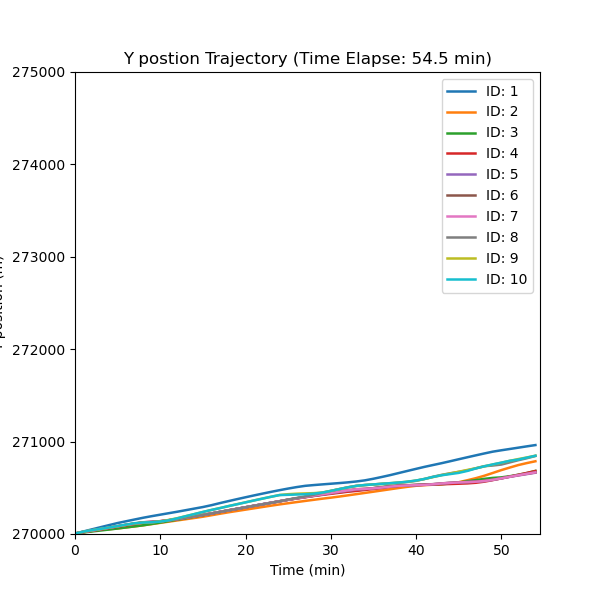 Y postion Trajectory (Time Elapse: 54.5 min)
275000
274000
273000
272000
271000
270000
0 10 20 30 40 50
Time (min)
ID: 1
ID: 2
ID: 3
ID: 4
ID: 5
ID: 6
ID: 7
ID: 8
ID: 9
ID: 10